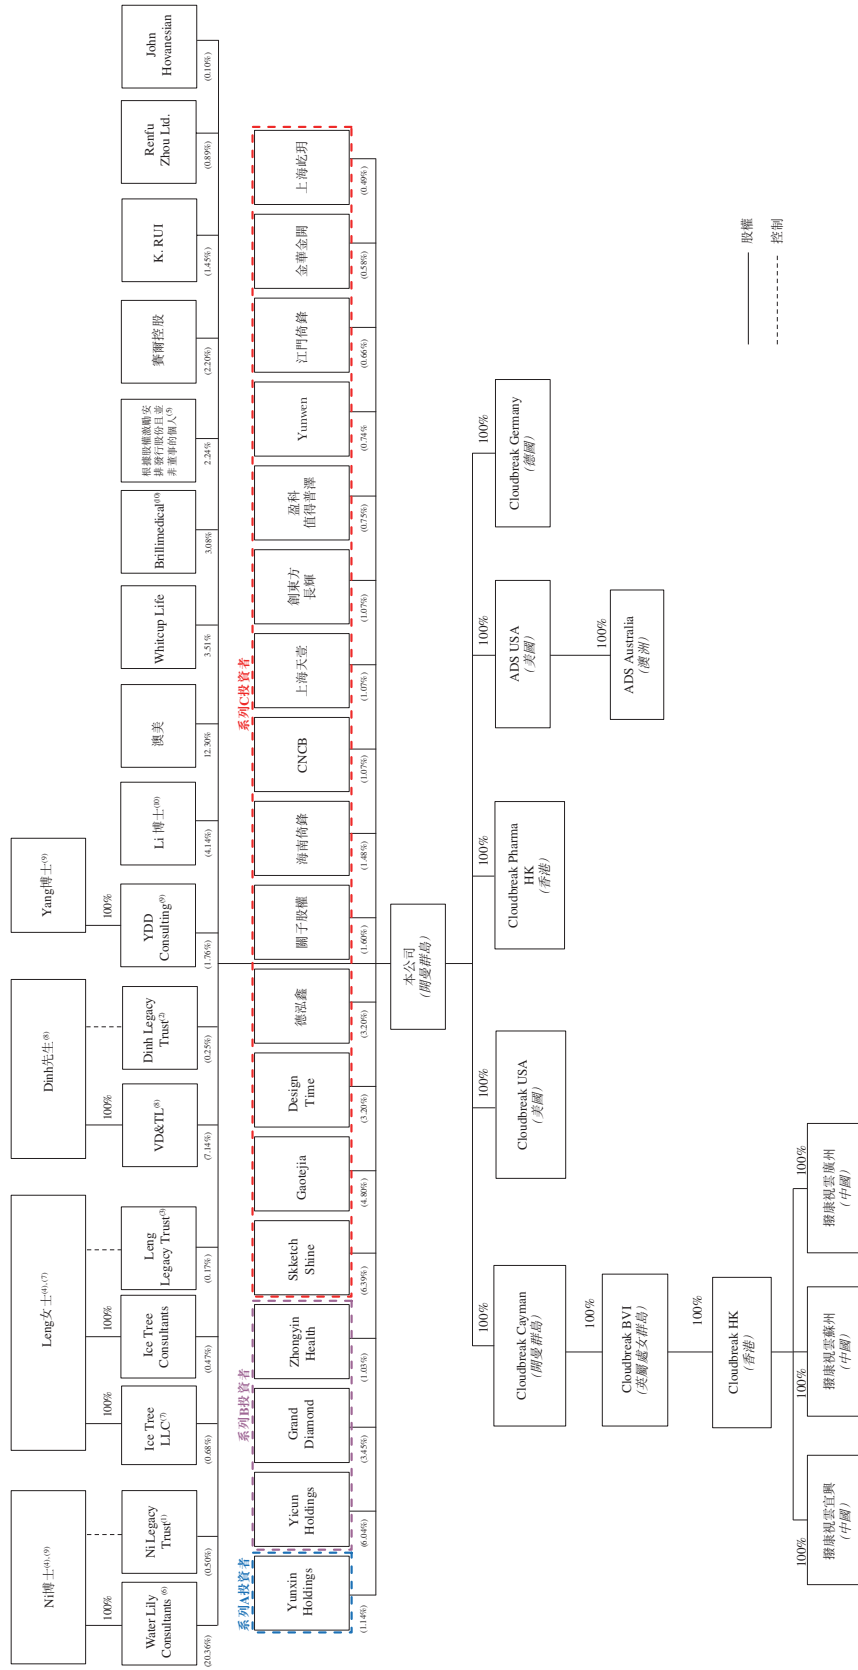 Ni博士⁽⁴⁾,⁽⁹⁾
Leng女士⁽⁴⁾,⁽⁷⁾
Dinh先生⁽⁸⁾
Yang博士⁽⁹⁾
100%
100%
100%
100%
100%
Water Lily
Consultants ⁽⁶⁾
Ni Legacy
Trust⁽¹⁾
Ice Tree
LLC⁽⁷⁾
Ice Tree
Consultants
Leng
Legacy Trust⁽³⁾
VD&TL⁽⁸⁾
Dinh Legacy
Trust⁽²⁾
YDD
Consulting⁽⁹⁾
Li 博士⁽¹⁰⁾
澳美
Whitcup Life
Brillimedical⁽¹⁰⁾
根據股權激勵安
排發行股份且並
非董事的個人⁽⁵⁾
賽爾控股
K. RUI
Renfu
Zhou Ltd.
John
Hovanesian
(20.36%)
(0.50%)
(0.68%)
(0.47%)
(0.17%)
(7.14%)
(0.25%)
(1.76%)
(4.14%)
12.30%
3.51%
3.08%
2.24%
(2.20%)
(1.45%)
(0.89%)
(0.10%)
系列A投資者
系列B投資者
系列C投資者
Yunxin
Holdings
Yicun
Holdings
Grand
Diamond
Zhongyin
Health
Skketch
Shine
Gaotejia
Design
Time
德泓鑫
關子股權
海南倚鋒
CNCB
上海天壹
創東方
長輝
盈科
值得普澤
Yunwen
江門倚鋒
金華金開
上海屹玥
(1.14%)
(6.04%)
(3.45%)
(1.03%)
(6.39%)
(4.80%)
(3.20%)
(3.20%)
(1.60%)
(1.48%)
(1.07%)
(1.07%)
(1.07%)
(0.75%)
(0.74%
(0.66%)
(0.58%)
(0.49%)
本公司
(開曼群島)
100%
100%
100%
100%
100%
Cloudbreak Cayman
(開曼群島)
Cloudbreak USA
(美國)
Cloudbreak Pharma
HK
(香港)
ADS USA
(美國)
Cloudbreak Germany
(德國)
100%
100%
Cloudbreak BVI
(英屬處女群島)
ADS Australia
(澳洲)
100%
Cloudbreak HK
(香港)
100%
100%
100%
撥康視雲宜興
(中國)
撥康視雲蘇州
(中國)
撥康視雲廣州
(中國)
股權
控制